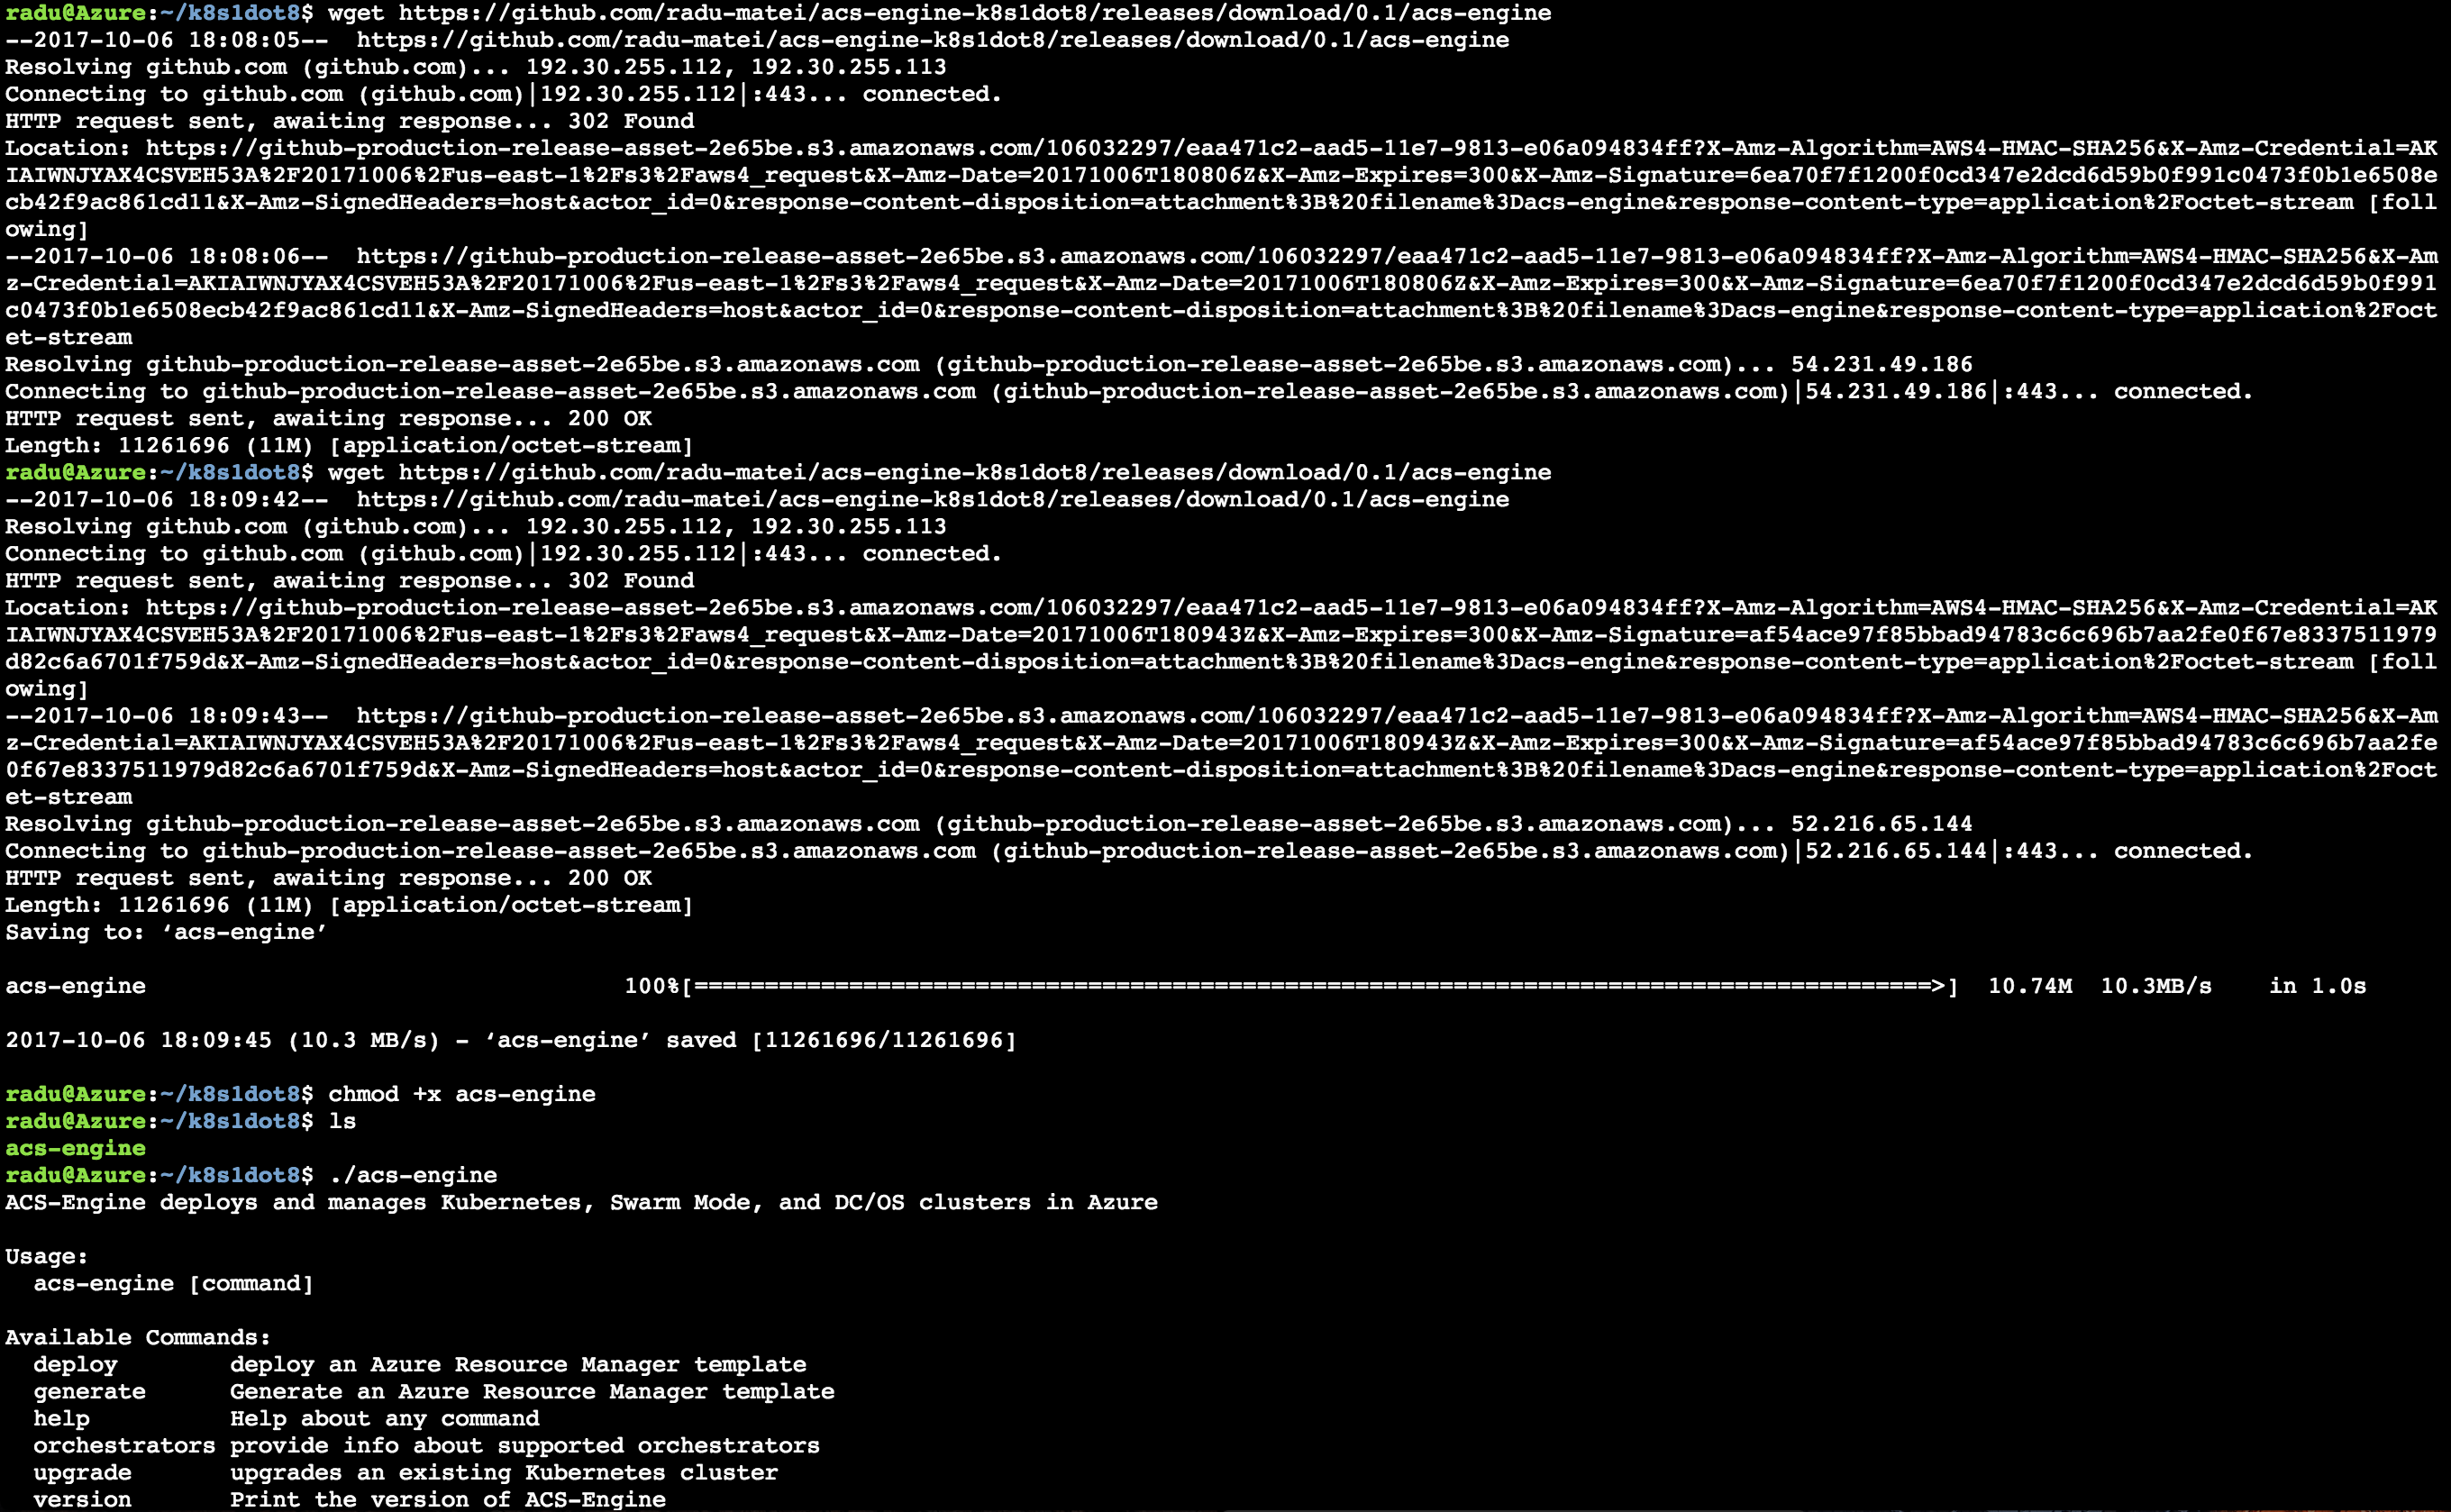 radu@Azure:~/k8s1dot8$ wget https://github.com/radu-matei/acs-engine-k8s1dot8/releases/download/0.1/acs-engine
--2017-10-06 18:08:05--  https://github.com/radu-matei/acs-engine-k8s1dot8/releases/download/0.1/acs-engine
Resolving github.com (github.com)... 192.30.255.112, 192.30.255.113
Connecting to github.com (github.com)|192.30.255.112|:443... connected.
HTTP request sent, awaiting response... 302 Found
Location: https://github-production-release-asset-2e65be.s3.amazonaws.com/106032297/eaa471c2-aad5-11e7-9813-e06a094834ff?X-Amz-Algorithm=AWS4-HMAC-SHA256&X-Amz-Credential=AK
IAIWNJYAX4CSVEH53A%2F20171006%2Fus-east-1%2Fs3%2Faws4_request&X-Amz-Date=20171006T180806Z&X-Amz-Expires=300&X-Amz-Signature=6ea70f7f1200f0cd347e2dcd6d59b0f991c0473f0b1e6508e
cb42f9ac861cd11&X-Amz-SignedHeaders=host&actor_id=0&response-content-disposition=attachment%3B%20filename%3Dacs-engine&response-content-type=application%2Foctet-stream [foll
owing]
--2017-10-06 18:08:06--  https://github-production-release-asset-2e65be.s3.amazonaws.com/106032297/eaa471c2-aad5-11e7-9813-e06a094834ff?X-Amz-Algorithm=AWS4-HMAC-SHA256&X-Am
z-Credential=AKIAIWNJYAX4CSVEH53A%2F20171006%2Fus-east-1%2Fs3%2Faws4_request&X-Amz-Date=20171006T180806Z&X-Amz-Expires=300&X-Amz-Signature=6ea70f7f1200f0cd347e2dcd6d59b0f991
c0473f0b1e6508ecb42f9ac861cd11&X-Amz-SignedHeaders=host&actor_id=0&response-content-disposition=attachment%3B%20filename%3Dacs-engine&response-content-type=application%2Foct
et-stream
Resolving github-production-release-asset-2e65be.s3.amazonaws.com (github-production-release-asset-2e65be.s3.amazonaws.com)... 54.231.49.186
Connecting to github-production-release-asset-2e65be.s3.amazonaws.com (github-production-release-asset-2e65be.s3.amazonaws.com)|54.231.49.186|:443... connected.
HTTP request sent, awaiting response... 200 OK
Length: 11261696 (11M) [application/octet-stream]
radu@Azure:~/k8s1dot8$ wget https://github.com/radu-matei/acs-engine-k8s1dot8/releases/download/0.1/acs-engine
--2017-10-06 18:09:42--  https://github.com/radu-matei/acs-engine-k8s1dot8/releases/download/0.1/acs-engine
Resolving github.com (github.com)... 192.30.255.112, 192.30.255.113
Connecting to github.com (github.com)|192.30.255.112|:443... connected.
HTTP request sent, awaiting response... 302 Found
Location: https://github-production-release-asset-2e65be.s3.amazonaws.com/106032297/eaa471c2-aad5-11e7-9813-e06a094834ff?X-Amz-Algorithm=AWS4-HMAC-SHA256&X-Amz-Credential=AK
IAIWNJYAX4CSVEH53A%2F20171006%2Fus-east-1%2Fs3%2Faws4_request&X-Amz-Date=20171006T180943Z&X-Amz-Expires=300&X-Amz-Signature=af54ace97f85bbad94783c6c696b7aa2fe0f67e8337511979
d82c6a6701f759d&X-Amz-SignedHeaders=host&actor_id=0&response-content-disposition=attachment%3B%20filename%3Dacs-engine&response-content-type=application%2Foctet-stream [foll
owing]
--2017-10-06 18:09:43--  https://github-production-release-asset-2e65be.s3.amazonaws.com/106032297/eaa471c2-aad5-11e7-9813-e06a094834ff?X-Amz-Algorithm=AWS4-HMAC-SHA256&X-Am
z-Credential=AKIAIWNJYAX4CSVEH53A%2F20171006%2Fus-east-1%2Fs3%2Faws4_request&X-Amz-Date=20171006T180943Z&X-Amz-Expires=300&X-Amz-Signature=af54ace97f85bbad94783c6c696b7aa2fe
0f67e8337511979d82c6a6701f759d&X-Amz-SignedHeaders=host&actor_id=0&response-content-disposition=attachment%3B%20filename%3Dacs-engine&response-content-type=application%2Foct
et-stream
Resolving github-production-release-asset-2e65be.s3.amazonaws.com (github-production-release-asset-2e65be.s3.amazonaws.com)... 52.216.65.144
Connecting to github-production-release-asset-2e65be.s3.amazonaws.com (github-production-release-asset-2e65be.s3.amazonaws.com)|52.216.65.144|:443... connected.
HTTP request sent, awaiting response... 200 OK
Length: 11261696 (11M) [application/octet-stream]
Saving to: ‘acs-engine’
acs-engine 100%[========================================================================================>] 10.74M 10.3MB/s in 1.0s
2017-10-06 18:09:45 (10.3 MB/s) - ‘acs-engine’ saved [11261696/11261696]
radu@Azure:~/k8s1dot8$ chmod +x acs-engine
radu@Azure:~/k8s1dot8$ ls
acs-engine
radu@Azure:~/k8s1dot8$ ./acs-engine
ACS-Engine deploys and manages Kubernetes, Swarm Mode, and DC/OS clusters in Azure
Usage:
  acs-engine [command]
Available Commands:
  deploy        deploy an Azure Resource Manager template
  generate      Generate an Azure Resource Manager template
  help          Help about any command
  orchestrators provide info about supported orchestrators
  upgrade       upgrades an existing Kubernetes cluster
  version       Print the version of ACS-Engine